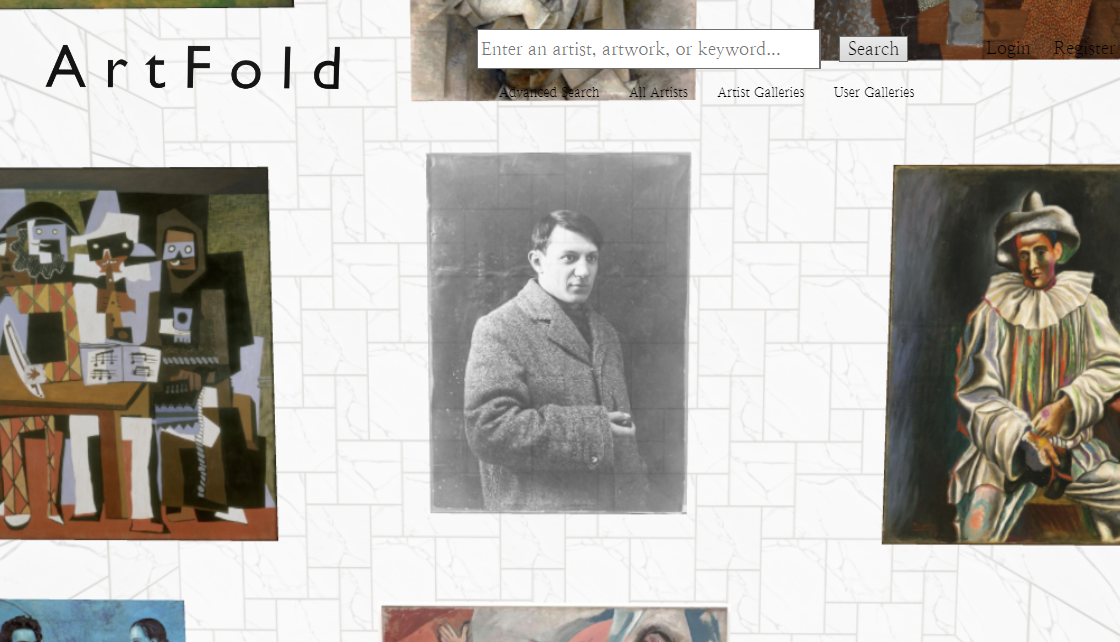 ArtFold
Enter an artist, artwork, or keyword...
Search
Login
Register
Advanced Search
All Artists
Artist Galleries
User Galleries